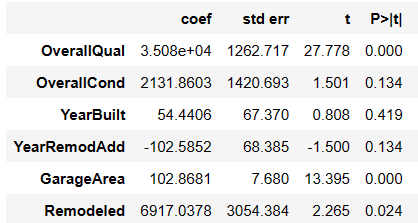 coef std err t P>|t|
OverallQual 3.508e+04 1262.717 27.778 0.000
OverallCond 2131.8603 1420.693 1.501 0.134
YearBuilt 54.4406 67.370 0.808 0.419
YearRemodAdd -102.5852 68.385 -1.500 0.134
GarageArea 102.8681 7.680 13.395 0.000
Remodeled 6917.0378 3054.384 2.265 0.024